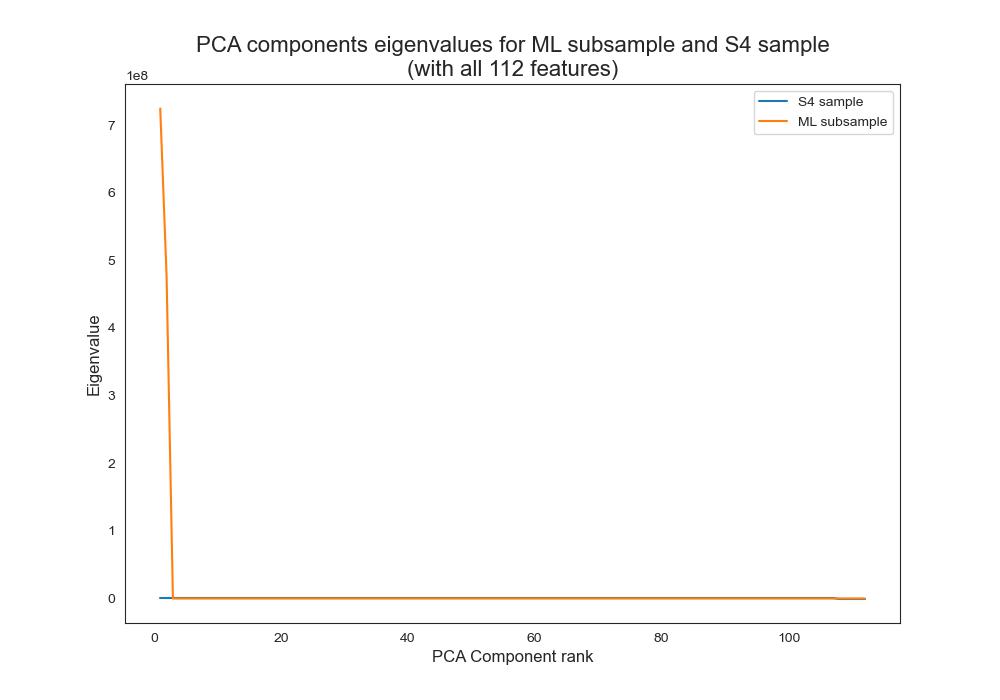 PCA components eigenvalues for ML subsample and S4 sample
(with all 112 features)
1e8
S4 sample
ML subsample
7
6
5
4
3
2
1
0
Eigenvalue
0 20 40 60 80 100
PCA Component rank